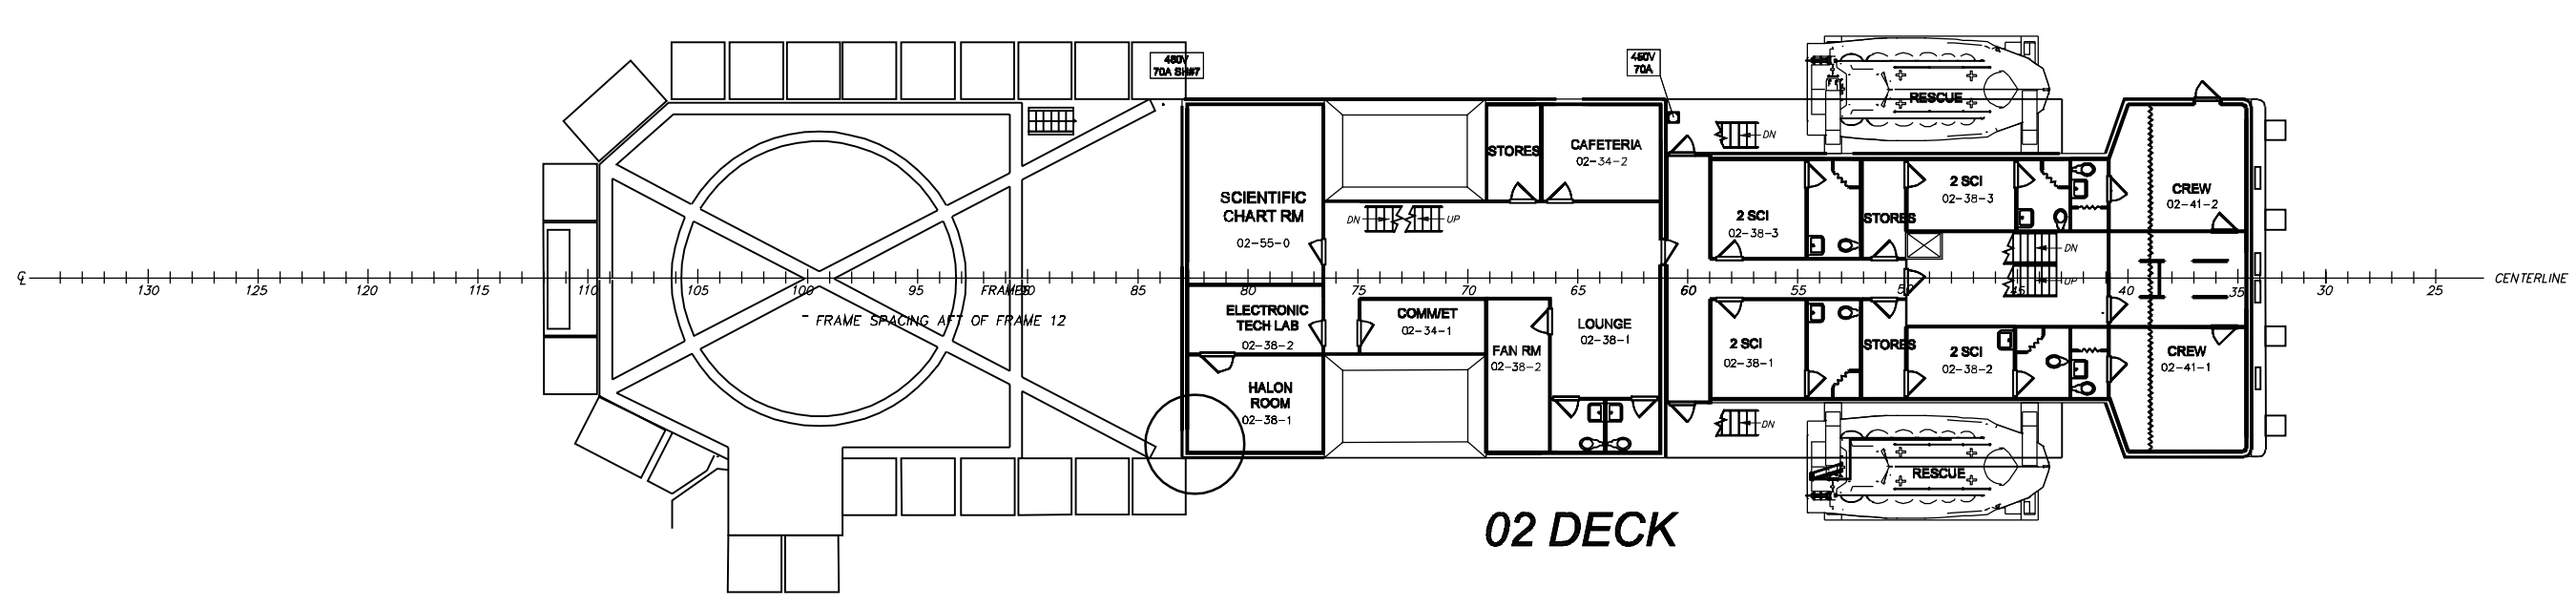 460V
70A SH#7
450V
70A
RESCUE
DN
STORES
CAFETERIA
02-34-2
SCIENTIFIC
CHART RM
02-55-0
DN
UP
2 SCI
02-38-3
STORES
2 SCI
02-38-3
CREW
02-41-2
DN
UP
130
125
120
115
110
105
100
95
FRAMES
90
85
80
75
70
65
60
55
50
45
40
35
30
25
CENTERLINE
FRAME SPACING AFT OF FRAME 12
ELECTRONIC
TECH LAB
02-38-2
COMM/ET
02-34-1
LOUNGE
02-38-1
FAN RM
02-38-2
2 SCI
02-38-1
STORES
2 SCI
02-38-2
CREW
02-41-1
HALON
ROOM
02-38-1
DN
RESCUE
02 DECK